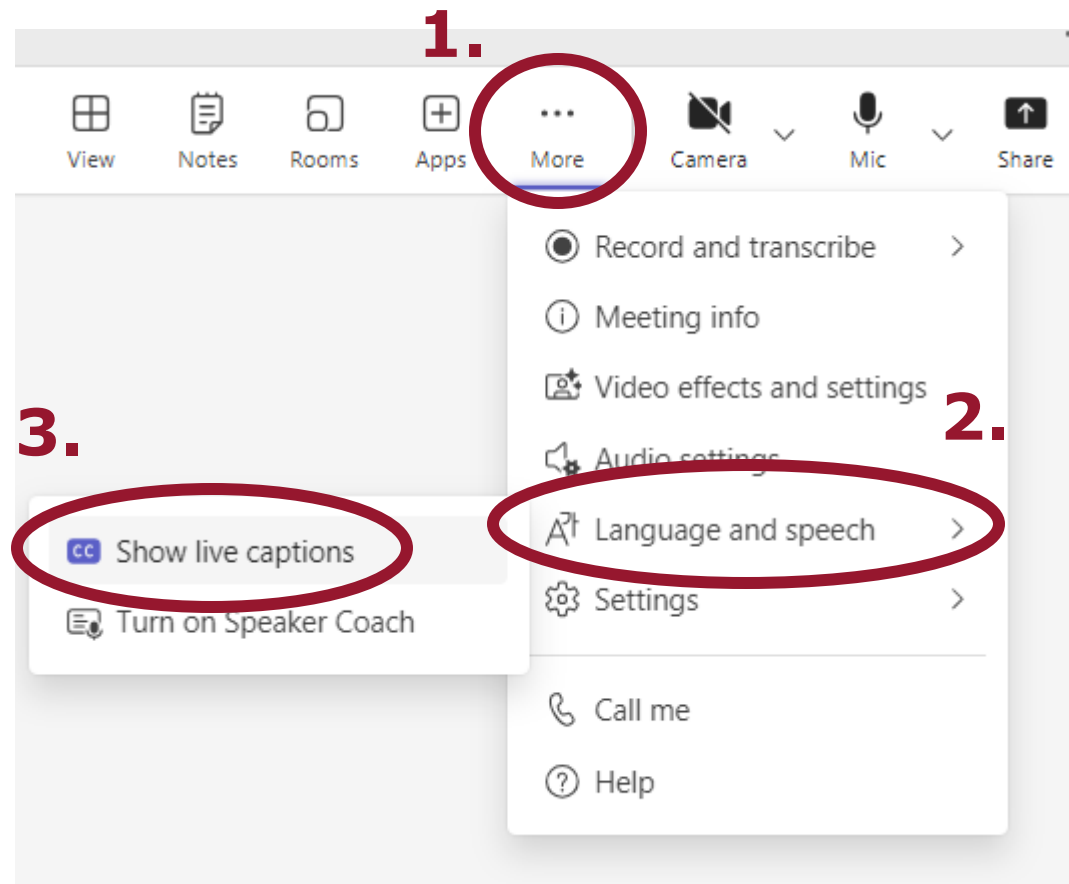 1.
View Notes Rooms Apps More Camera Mic Share
Record and transcribe
Meeting info
Video effects and settings
2.
3.
Audio settings
Language and speech
CC Show live captions
Settings
Turn on Speaker Coach
Call me
Help